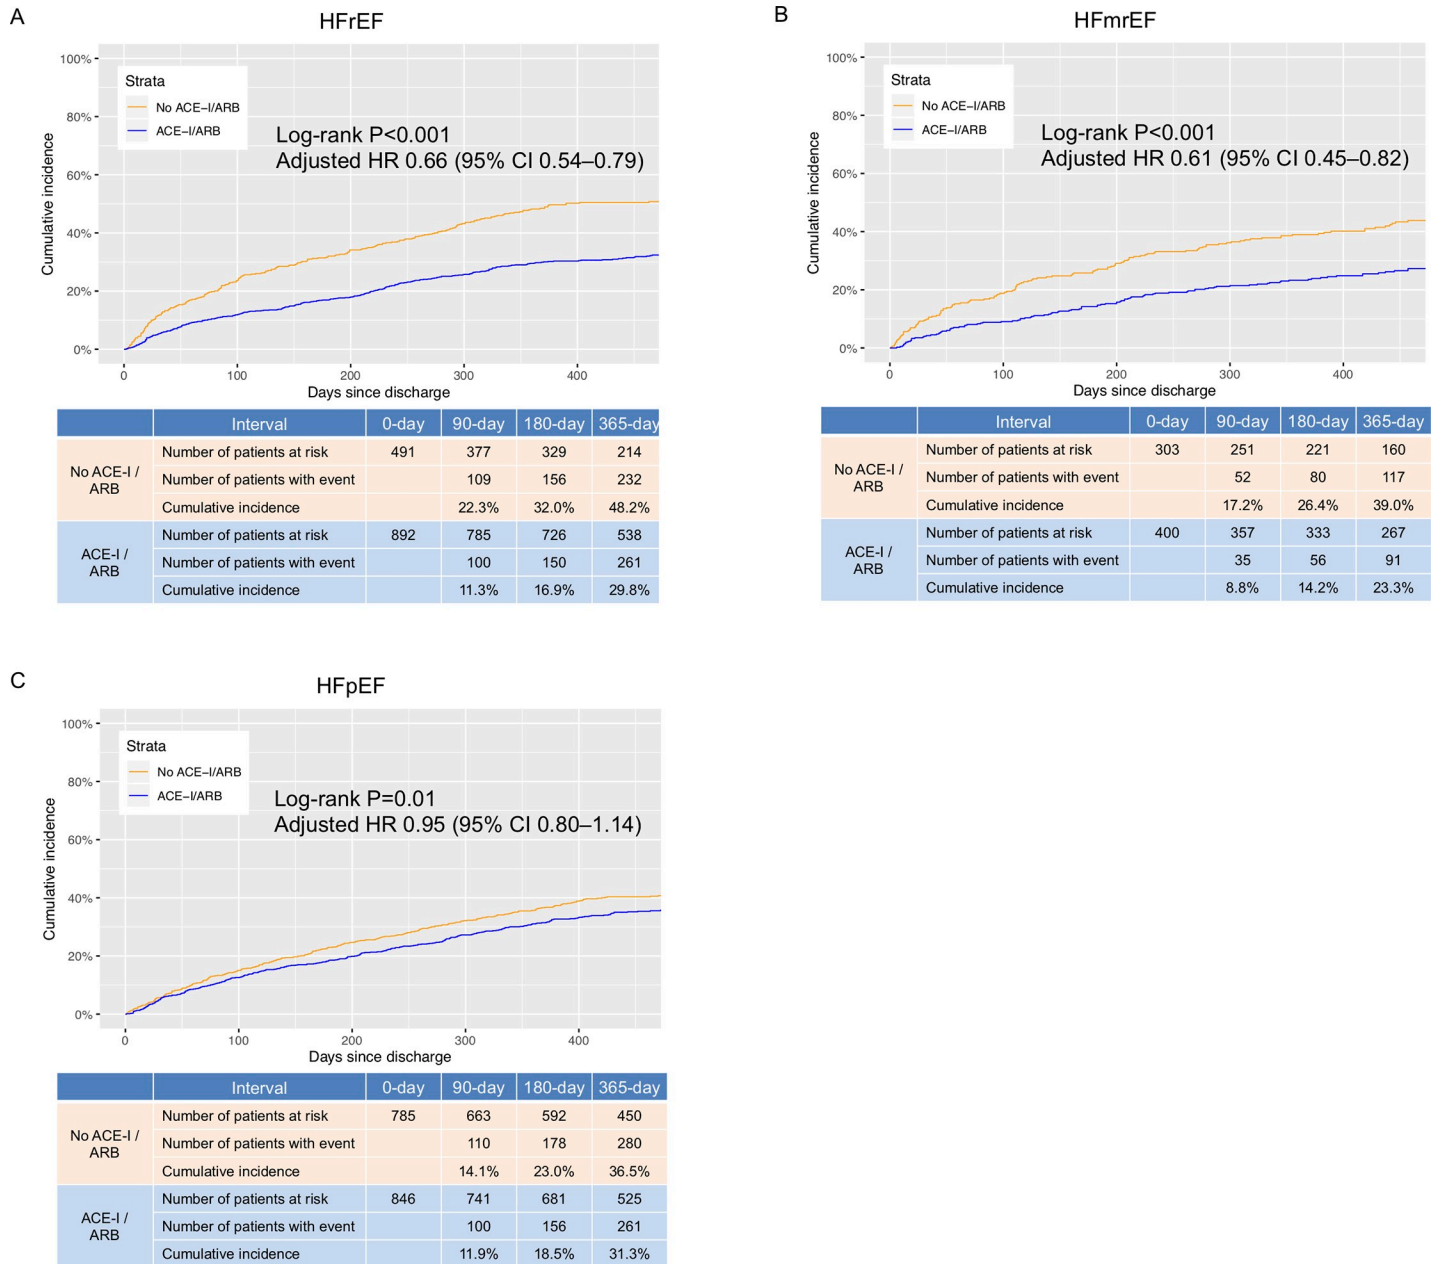 A
HFrEF
100%
80%
60%
40%
20%
0%
Cumulative incidence
Strata
No ACE−I/ARB
ACE−I/ARB
Log-rank P<0.001
Adjusted HR 0.66 (95% CI 0.54–0.79)
0 100 200 300 400
Days since discharge
Interval 0-day 90-day 180-day 365-day
No ACE-I / ARB
Number of patients at risk 491 377 329 214
Number of patients with event 109 156 232
Cumulative incidence 22.3% 32.0% 48.2%
ACE-I / ARB
Number of patients at risk 892 785 726 538
Number of patients with event 100 150 261
Cumulative incidence 11.3% 16.9% 29.8%
B
HFmrEF
100%
80%
60%
40%
20%
0%
Cumulative incidence
Strata
No ACE−I/ARB
ACE−I/ARB
Log-rank P<0.001
Adjusted HR 0.61 (95% CI 0.45–0.82)
0 100 200 300 400
Days since discharge
Interval 0-day 90-day 180-day 365-day
No ACE-I / ARB
Number of patients at risk 303 251 221 160
Number of patients with event 52 80 117
Cumulative incidence 17.2% 26.4% 39.0%
ACE-I / ARB
Number of patients at risk 400 357 333 267
Number of patients with event 35 56 91
Cumulative incidence 8.8% 14.2% 23.3%
C
HFpEF
100%
80%
60%
40%
20%
0%
Cumulative incidence
Strata
No ACE−I/ARB
ACE−I/ARB
Log-rank P=0.01
Adjusted HR 0.95 (95% CI 0.80–1.14)
0 100 200 300 400
Days since discharge
Interval 0-day 90-day 180-day 365-day
No ACE-I / ARB
Number of patients at risk 785 663 592 450
Number of patients with event 110 178 280
Cumulative incidence 14.1% 23.0% 36.5%
ACE-I / ARB
Number of patients at risk 846 741 681 525
Number of patients with event 100 156 261
Cumulative incidence 11.9% 18.5% 31.3%